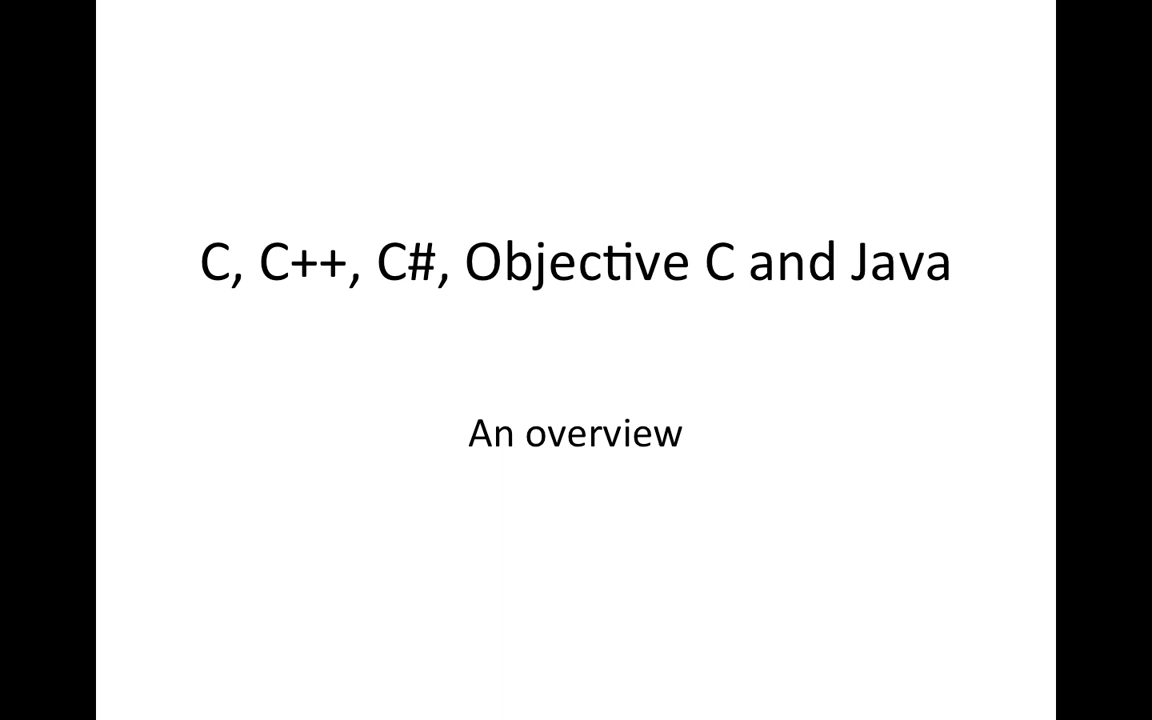 C, C++, C#, Objective C and Java
An overview